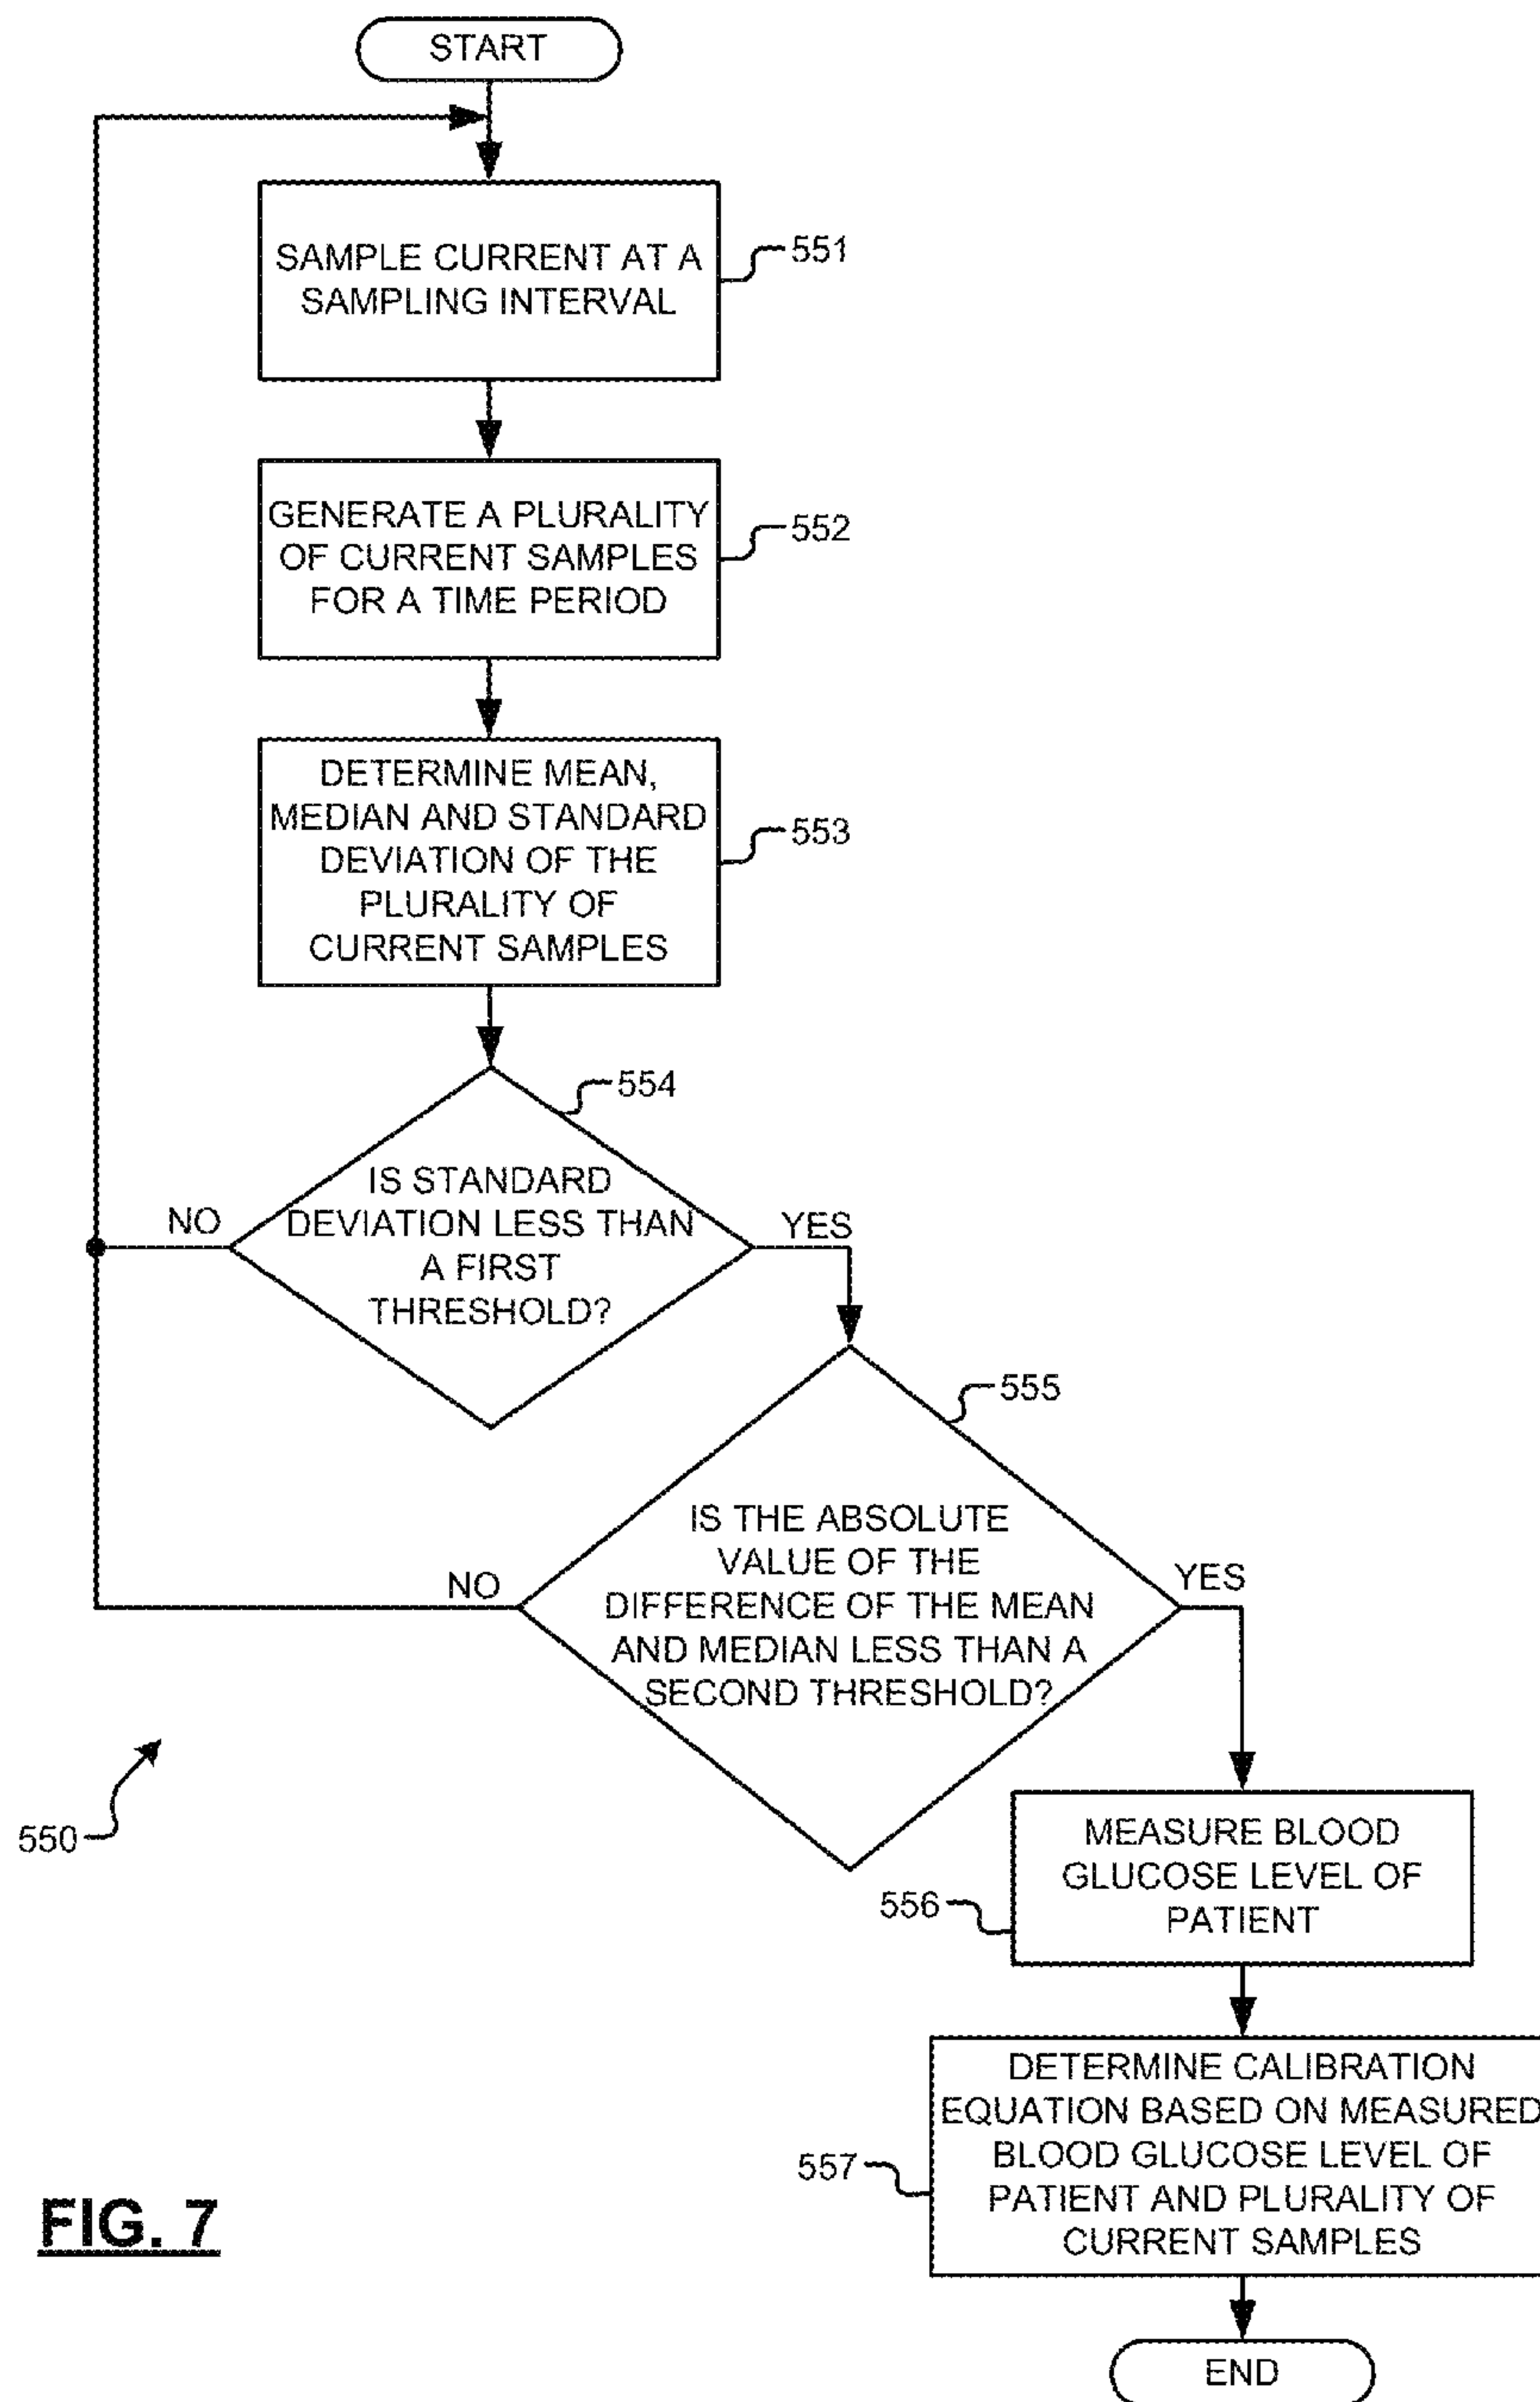 START
SAMPLE CURRENT AT A
SAMPLING INTERVAL
551
GENERATE A PLURALITY
OF CURRENT SAMPLES
FOR A TIME PERIOD
552
DETERMINE MEAN,
MEDIAN AND STANDARD
DEVIATION OF THE
PLURALITY OF
CURRENT SAMPLES
553
554
IS STANDARD
DEVIATION LESS THAN
A FIRST
THRESHOLD?
NO
YES
555
IS THE ABSOLUTE
VALUE OF THE
DIFFERENCE OF THE MEAN
AND MEDIAN LESS THAN A
SECOND THRESHOLD?
NO
YES
550
MEASURE BLOOD
GLUCOSE LEVEL OF
PATIENT
556
DETERMINE CALIBRATION
EQUATION BASED ON MEASURED
BLOOD GLUCOSE LEVEL OF
PATIENT AND PLURALITY OF
CURRENT SAMPLES
557
FIG. 7
END